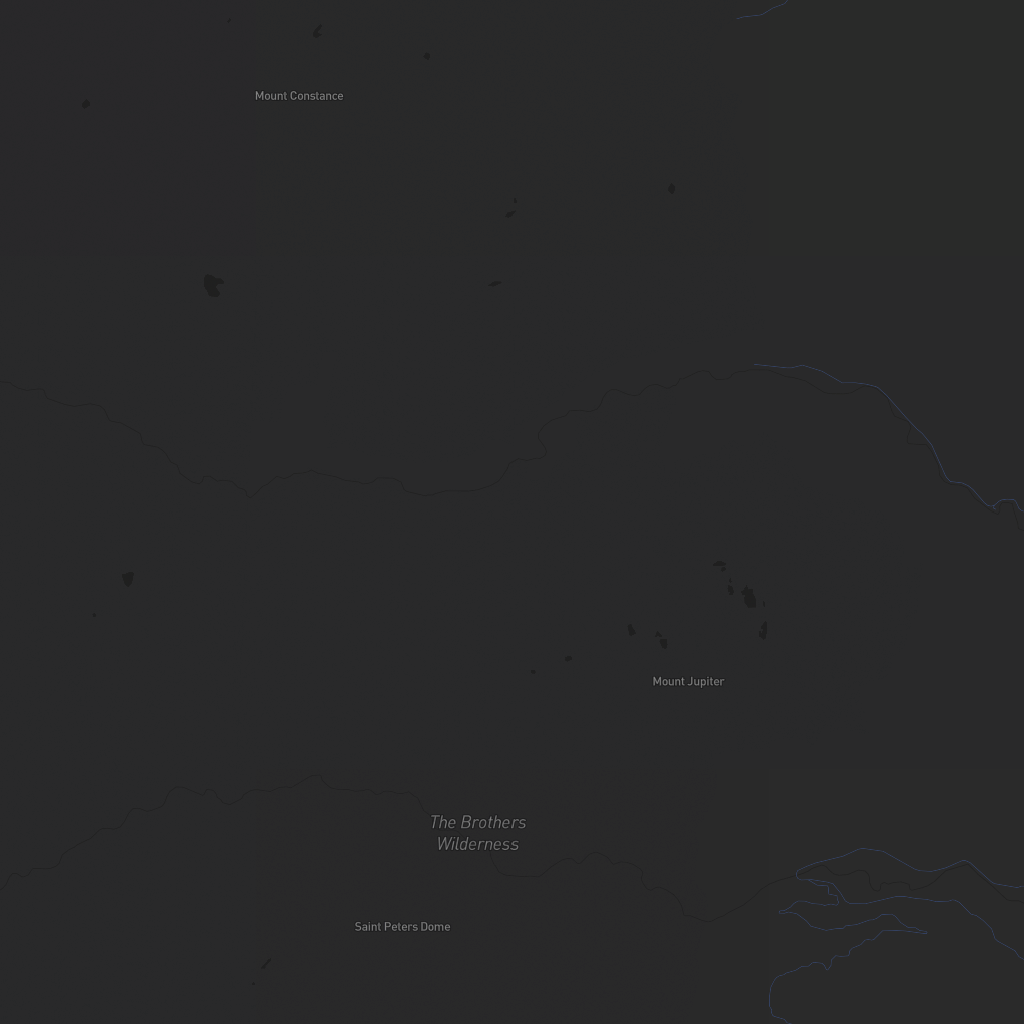 Mount Constance
Mount Jupiter
The Brothers
Wilderness
Saint Peters Dome